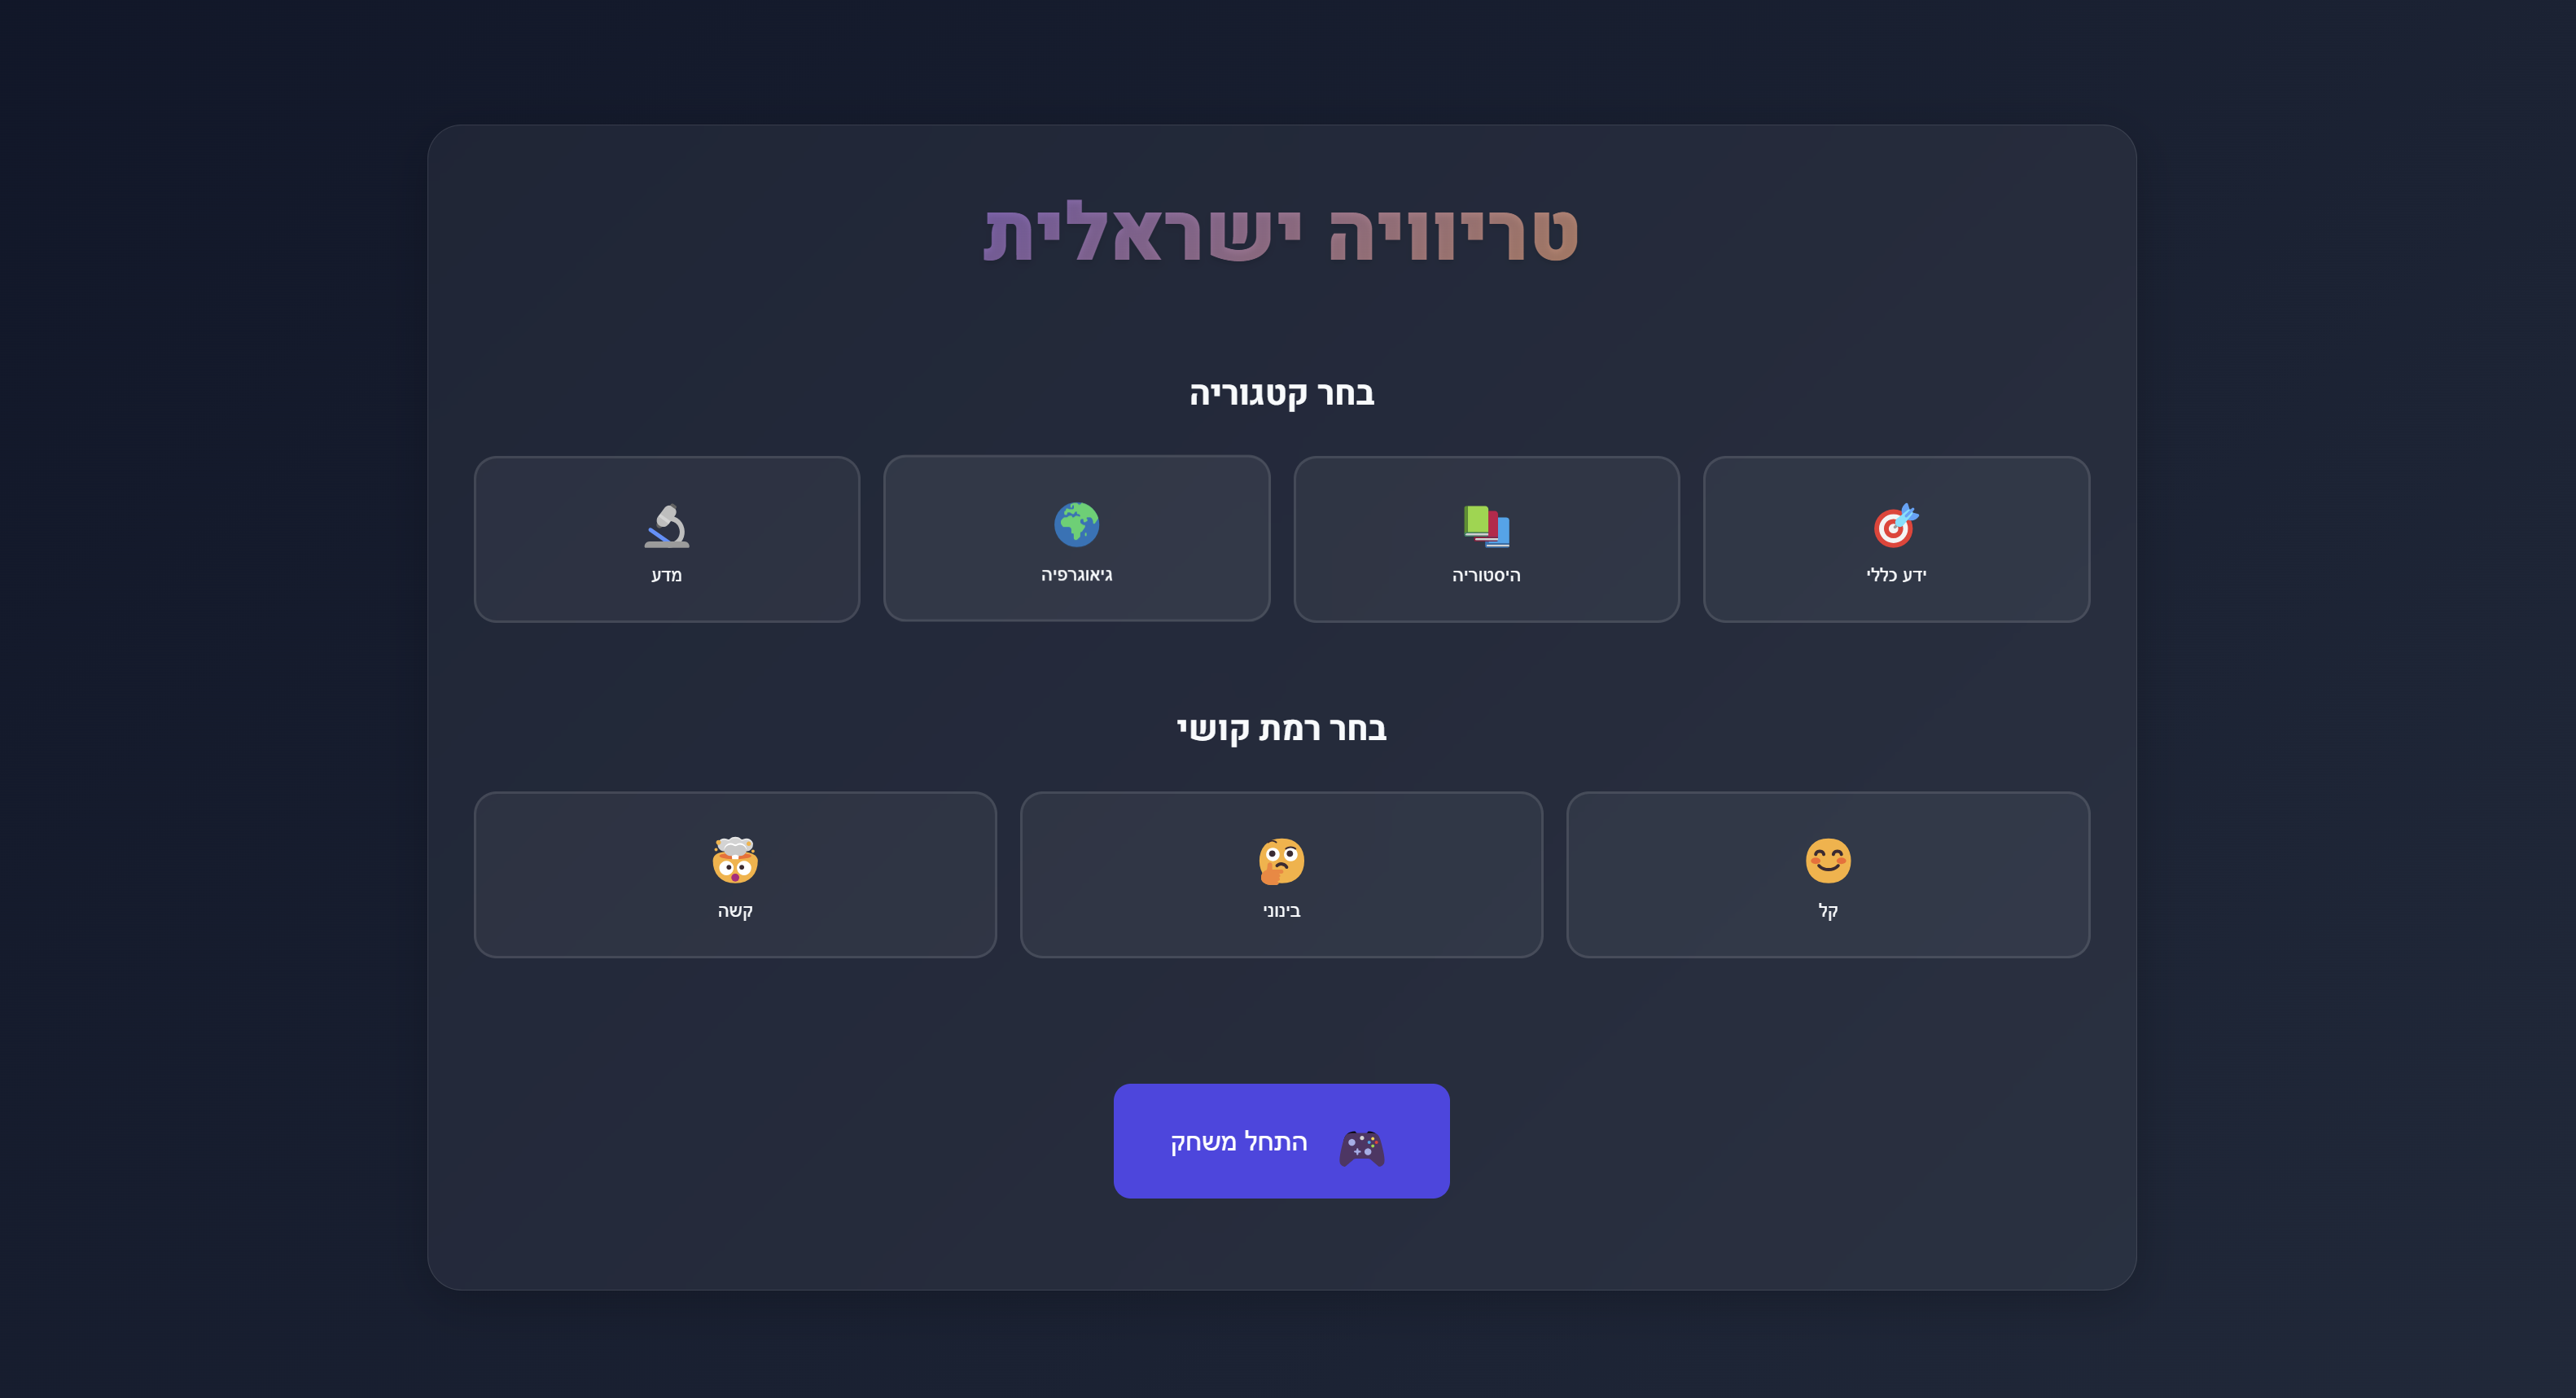 טריוויה ישראלית
בחר קטגוריה
ידע כללי
היסטוריה
גיאוגרפיה
מדע
בחר רמת קושי
קל
בינוני
קשה
התחל משחק